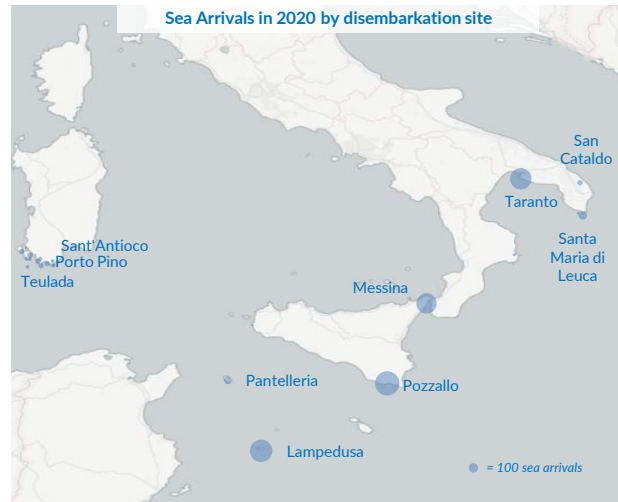 Sea Arrivals in 2020 by disembarkation site
San
Cataldo
Taranto
Santa
Maria di
Leuca
Sant'Antioco
Porto Pino
Teulada
Messina
Pantelleria
Pozzallo
Lampedusa
= 100 sea arrivals